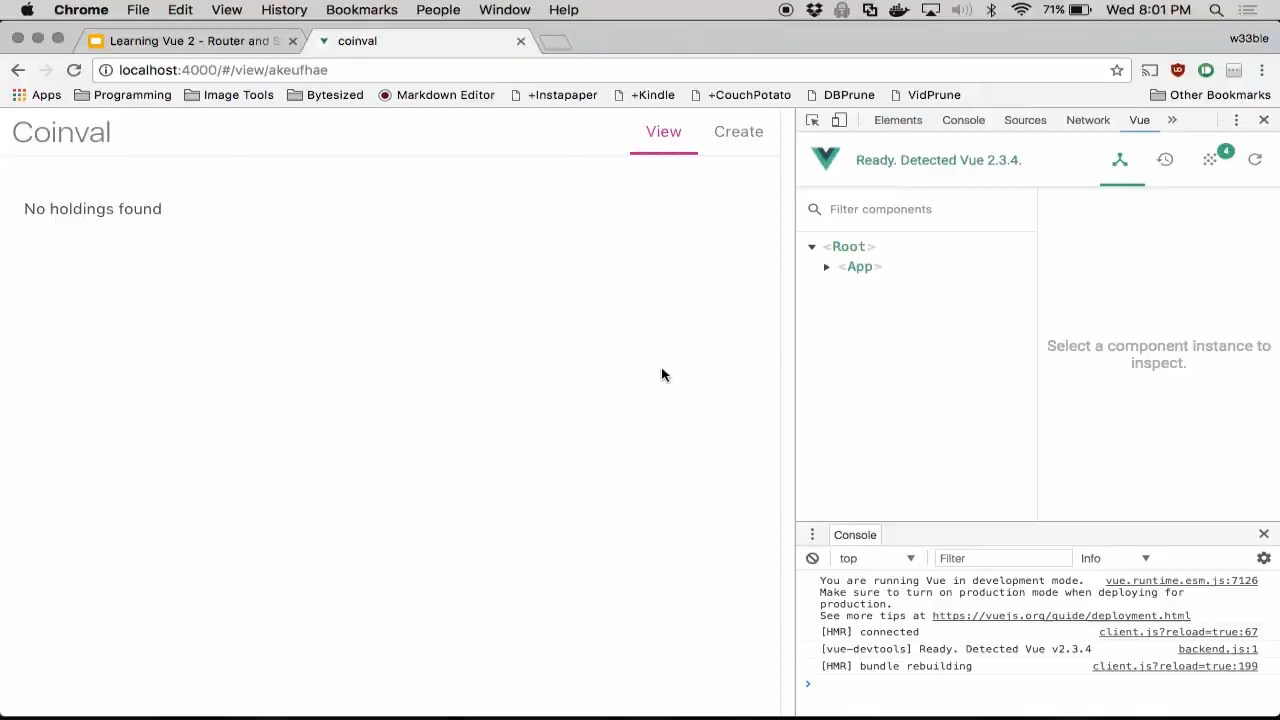 Chrome File Edit View History Bookmarks People Window Help 71% Wed 8:01 PM
Learning Vue 2 - Router and S coinval w33ble
localhost:4000/#/view/akeufhae
Apps Programming Image Tools Bytesized Markdown Editor +Instapaper +Kindle +CouchPotato DBPrune VidPrune Other Bookmarks
Coinval View Create
No holdings found
Elements Console Sources Network Vue »
Ready. Detected Vue 2.3.4. 4
Filter components
<Root>
<App>
Select a component instance to
inspect.
Console
top Filter Info
You are running Vue in development mode. vue.runtime.esm.js:7126
Make sure to turn on production mode when deploying for
production.
See more tips at https://vuejs.org/guide/deployment.html
[HMR] connected client.js?reload=true:67
[vue-devtools] Ready. Detected Vue v2.3.4 backend.js:1
[HMR] bundle rebuilding client.js?reload=true:199
>